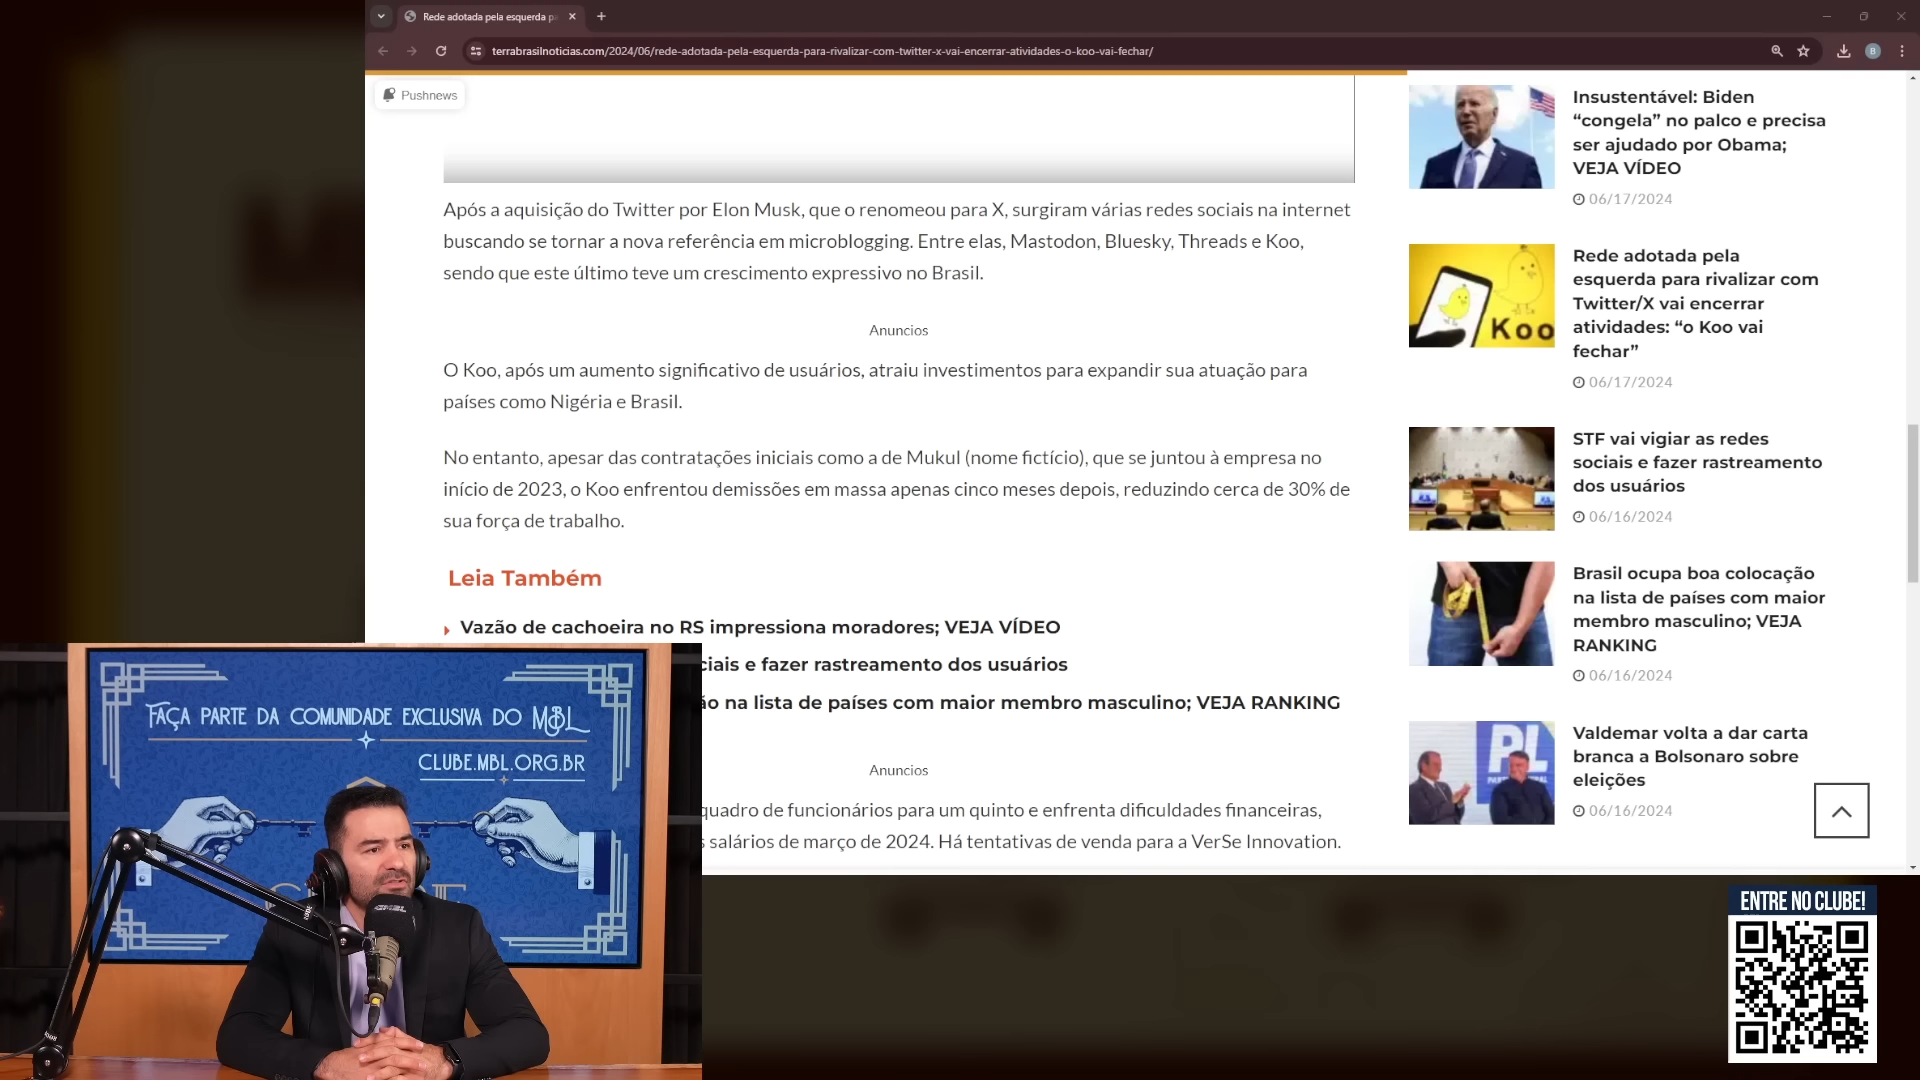 Rede adotada pela esquerda pa
terrabrasilnoticias.com/2024/06/rede-adotada-pela-esquerda-para-rivalizar-com-twitter-x-vai-encerrar-atividades-o-koo-vai-fechar/
B
Pushnews
Após a aquisição do Twitter por Elon Musk, que o renomeou para X, surgiram várias redes sociais na internet
buscando se tornar a nova referência em microblogging. Entre elas, Mastodon, Bluesky, Threads e Koo,
sendo que este último teve um crescimento expressivo no Brasil.
Anuncios
O Koo, após um aumento significativo de usuários, atraiu investimentos para expandir sua atuação para
países como Nigéria e Brasil.
No entanto, apesar das contratações iniciais como a de Mukul (nome fictício), que se juntou à empresa no
início de 2023, o Koo enfrentou demissões em massa apenas cinco meses depois, reduzindo cerca de 30% de
sua força de trabalho.
Leia Também
Vazão de cachoeira no RS impressiona moradores; VEJA VÍDEO
ciais e fazer rastreamento dos usuários
ão na lista de países com maior membro masculino; VEJA RANKING
Anuncios
quadro de funcionários para um quinto e enfrenta dificuldades financeiras,
s salários de março de 2024. Há tentativas de venda para a VerSe Innovation.
Insustentável: Biden
“congela” no palco e precisa
ser ajudado por Obama;
VEJA VÍDEO
06/17/2024
Koo
Rede adotada pela
esquerda para rivalizar com
Twitter/X vai encerrar
atividades: “o Koo vai
fechar”
06/17/2024
STF vai vigiar as redes
sociais e fazer rastreamento
dos usuários
06/16/2024
Brasil ocupa boa colocação
na lista de países com maior
membro masculino; VEJA
RANKING
06/16/2024
PL
Valdemar volta a dar carta
branca a Bolsonaro sobre
eleições
06/16/2024
FAÇA PARTE DA COMUNIDADE EXCLUSIVA DO MBL
CLUBE.MBL.ORG.BR
MBL
ENTRE NO CLUBE!